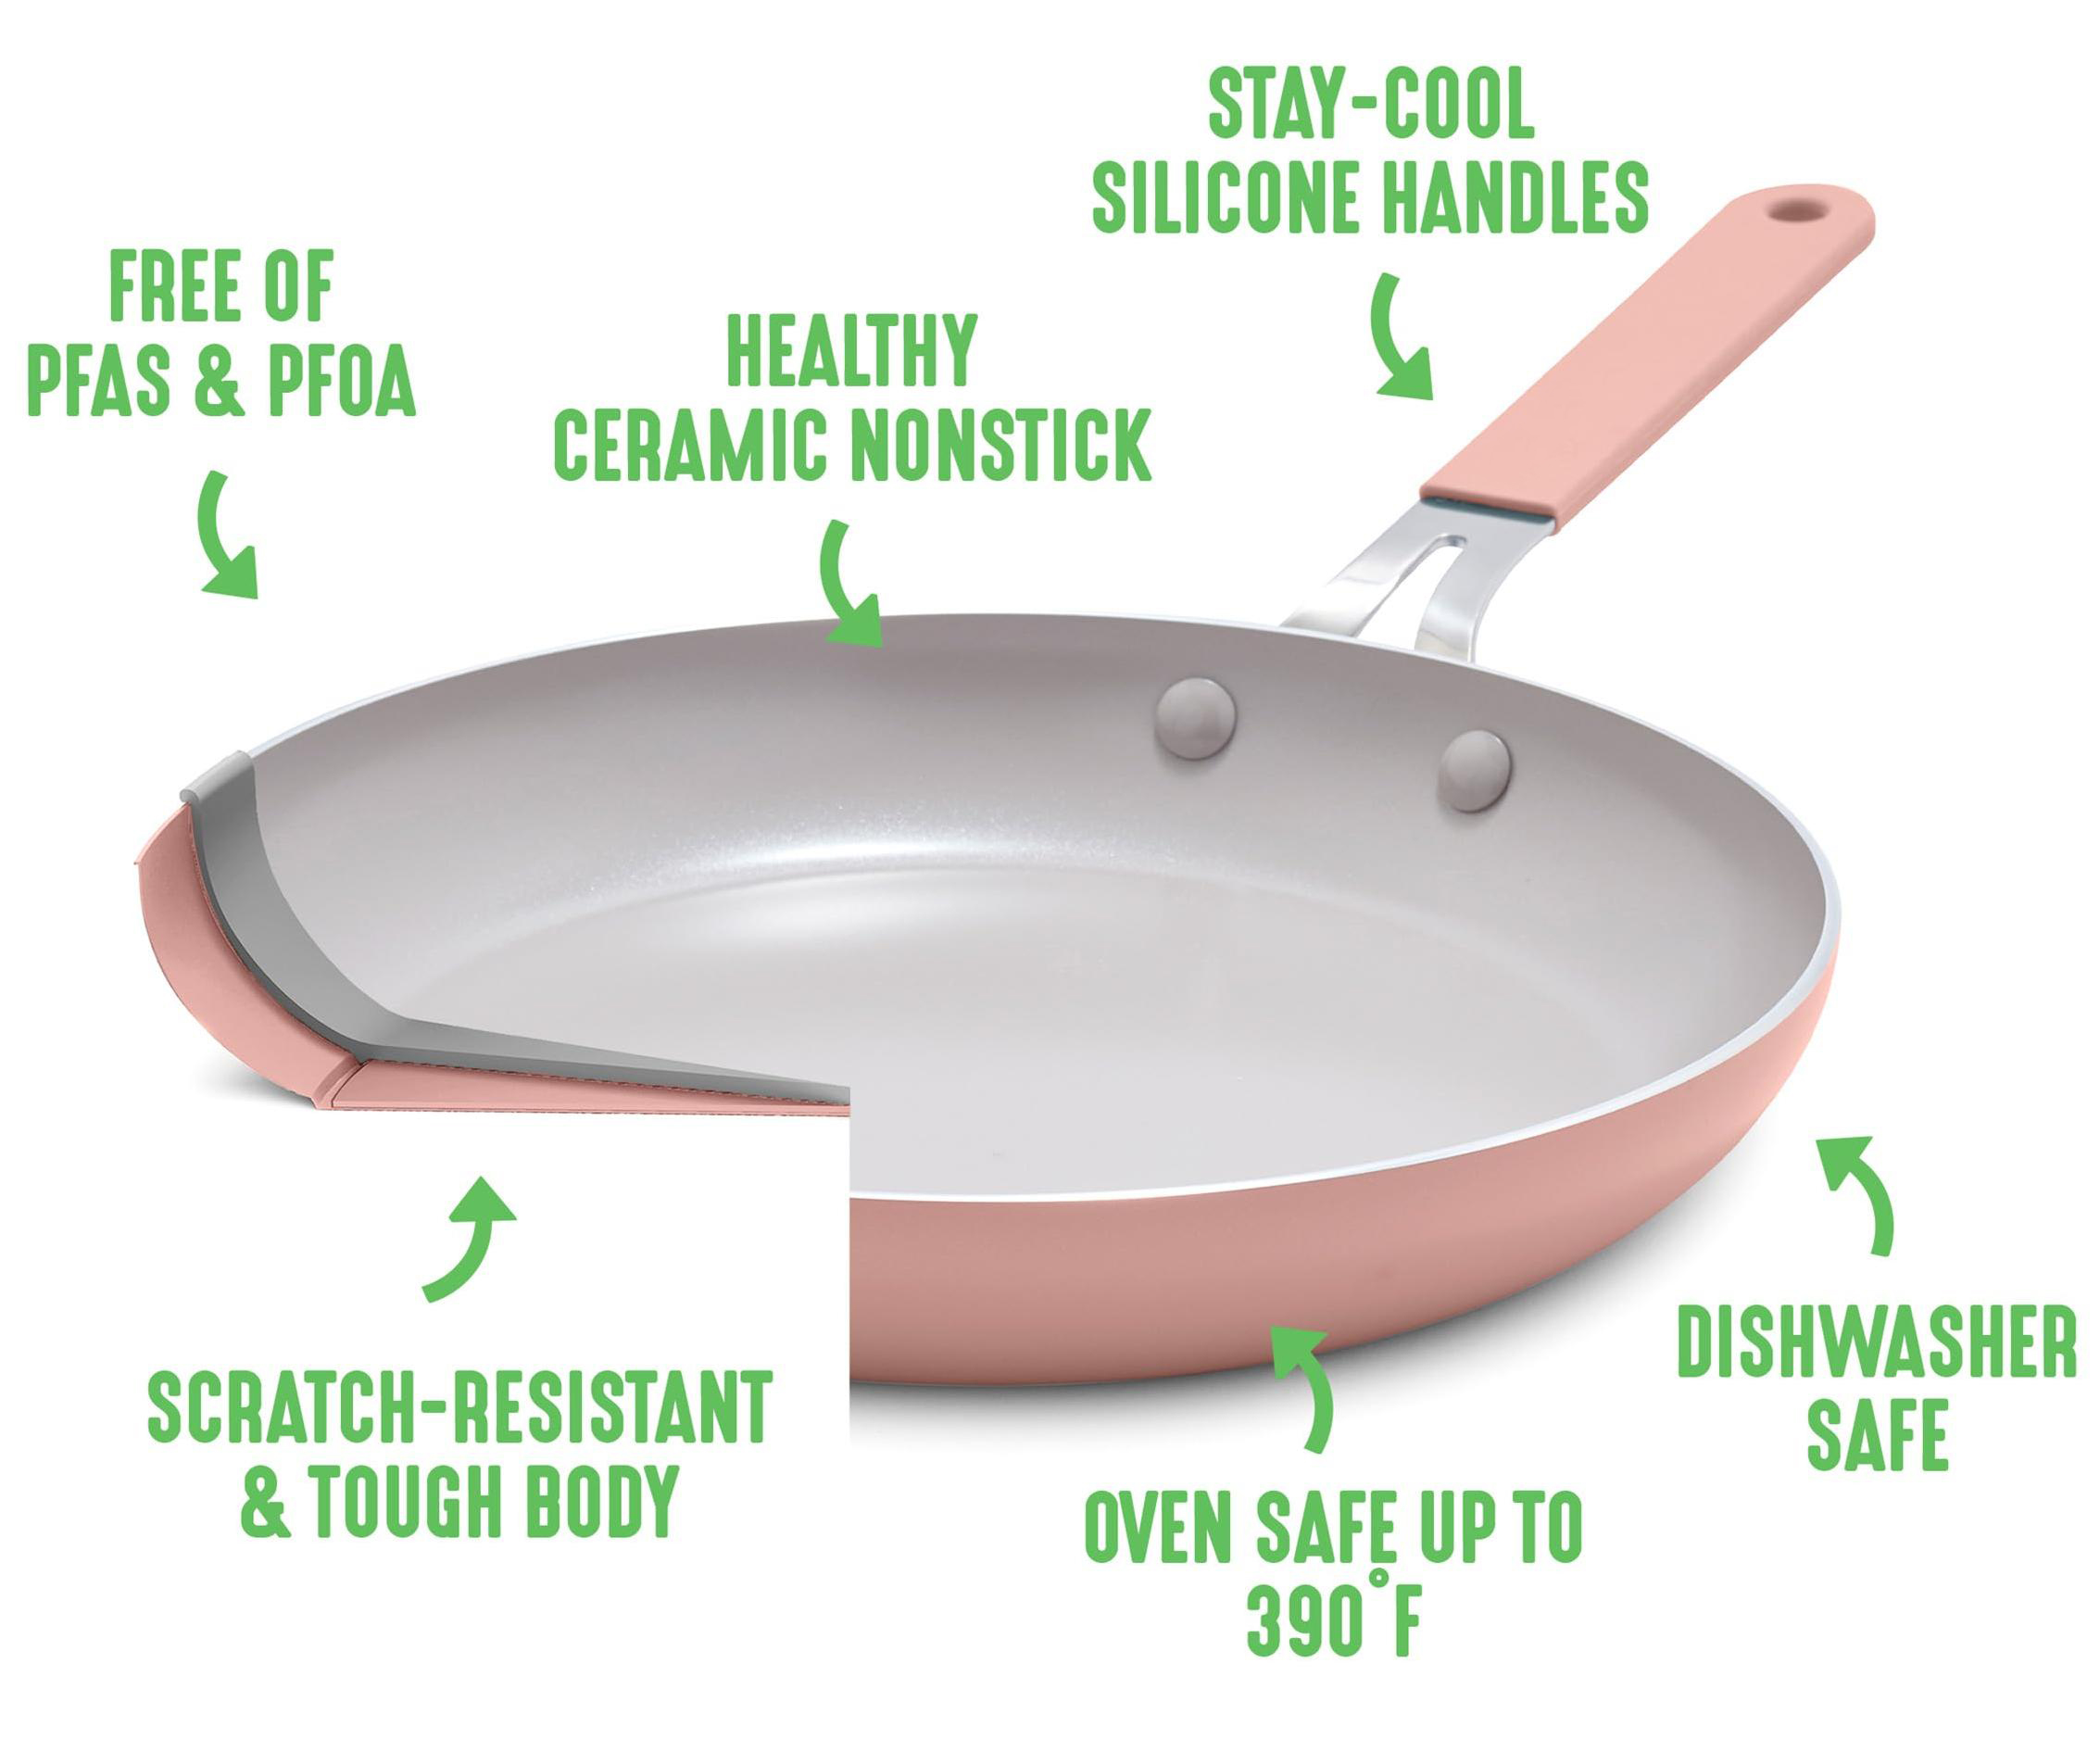 STAY-COOL
SILICONE HANDLES
FREE OF
PFAS & PFOA
HEALTHY
CERAMIC NONSTICK
SCRATCH-RESISTANT
& TOUGH BODY
OVEN SAFE UP TO
390°F
DISHWASHER
SAFE